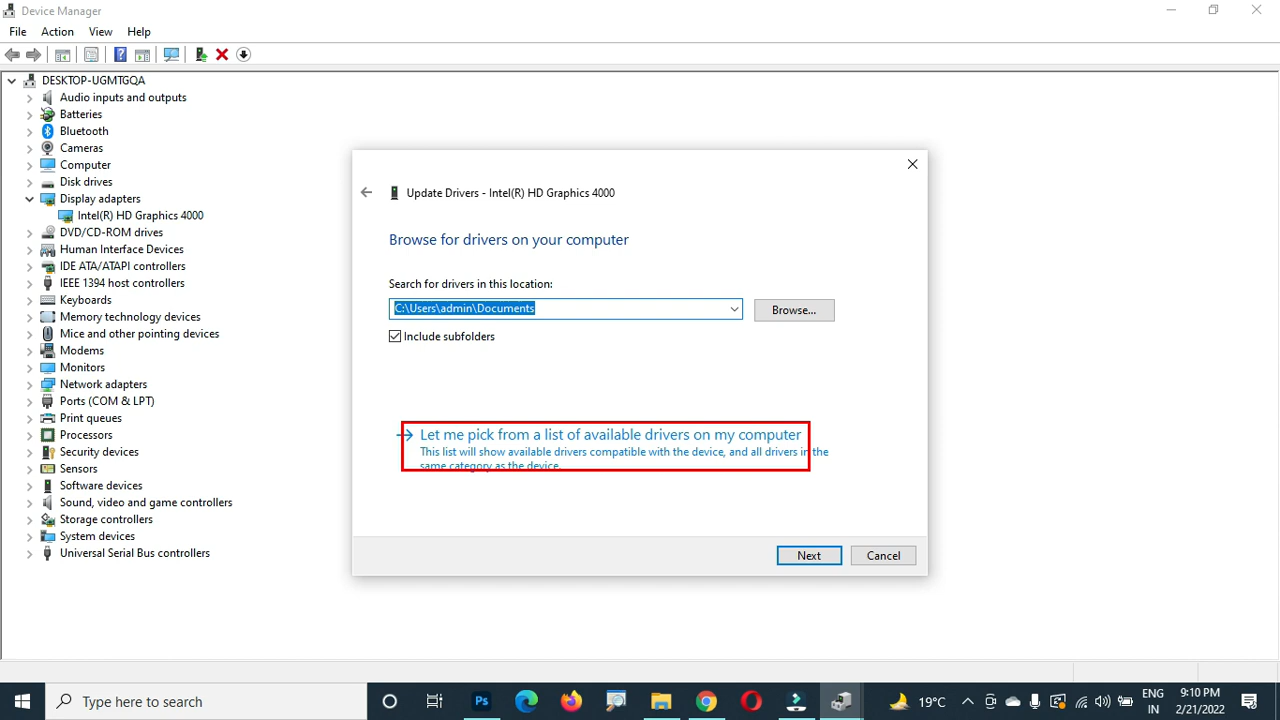 Device Manager
File Action View Help
DESKTOP-UGMTGQA
Audio inputs and outputs
Batteries
Bluetooth
Cameras
Computer
Disk drives
Display adapters
Intel(R) HD Graphics 4000
DVD/CD-ROM drives
Human Interface Devices
IDE ATA/ATAPI controllers
IEEE 1394 host controllers
Keyboards
Memory technology devices
Mice and other pointing devices
Modems
Monitors
Network adapters
Ports (COM & LPT)
Print queues
Processors
Security devices
Sensors
Software devices
Sound, video and game controllers
Storage controllers
System devices
Universal Serial Bus controllers
Update Drivers - Intel(R) HD Graphics 4000
Browse for drivers on your computer
Search for drivers in this location:
C:\Users\admin\Documents
Browse...
Include subfolders
Let me pick from a list of available drivers on my computer
This list will show available drivers compatible with the device, and all drivers in the
same category as the device.
Next Cancel
Type here to search
Ps
19°C
ENG
IN
9:10 PM
2/21/2022